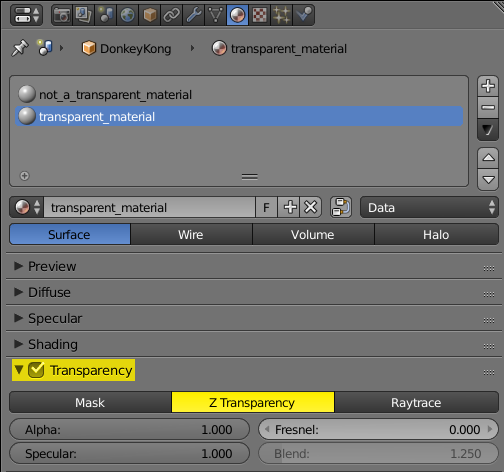 DonkeyKong transparent_material
not_a_transparent_material
transparent_material
transparent_material F Data
Surface Wire Volume Halo
Preview
Diffuse
Specular
Shading
Transparency
Mask Z Transparency Raytrace
Alpha: 1.000 Fresnel: 0.000
Specular: 1.000 Blend: 1.250